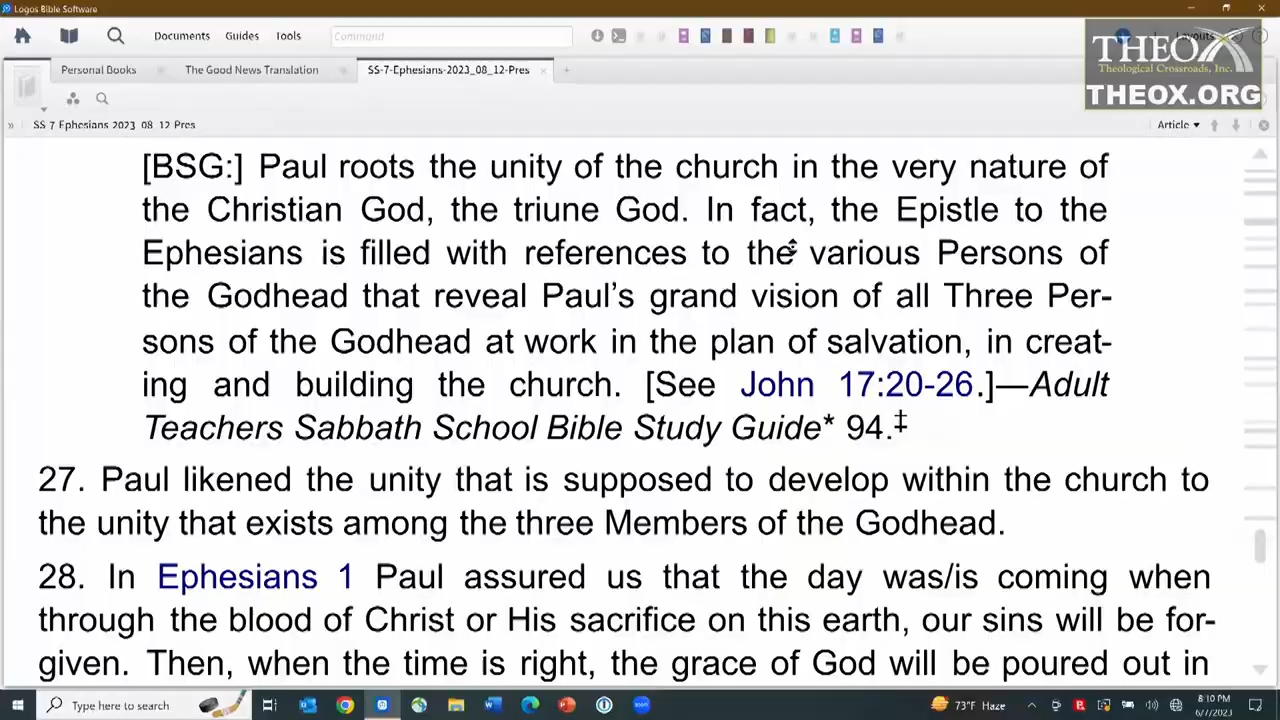 Logos Bible Software
Documents Guides Tools Command Layouts
THEOX
Theological Crossroads, Inc.
THEOX.ORG
Personal Books The Good News Translation SS-7-Ephesians-2023_08_12-Pres
SS-7-Ephesians-2023_08_12-Pres Article
[BSG:] Paul roots the unity of the church in the very nature of
the Christian God, the triune God. In fact, the Epistle to the
Ephesians is filled with references to the various Persons of
the Godhead that reveal Paul's grand vision of all Three Per-
sons of the Godhead at work in the plan of salvation, in creat-
ing and building the church. [See John 17:20-26.]—Adult
Teachers Sabbath School Bible Study Guide* 94.‡
27. Paul likened the unity that is supposed to develop within the church to
the unity that exists among the three Members of the Godhead.
28. In Ephesians 1 Paul assured us that the day was/is coming when
through the blood of Christ or His sacrifice on this earth, our sins will be for-
given. Then, when the time is right, the grace of God will be poured out in
Type here to search 73°F Haze 8:10 PM
6/7/2023